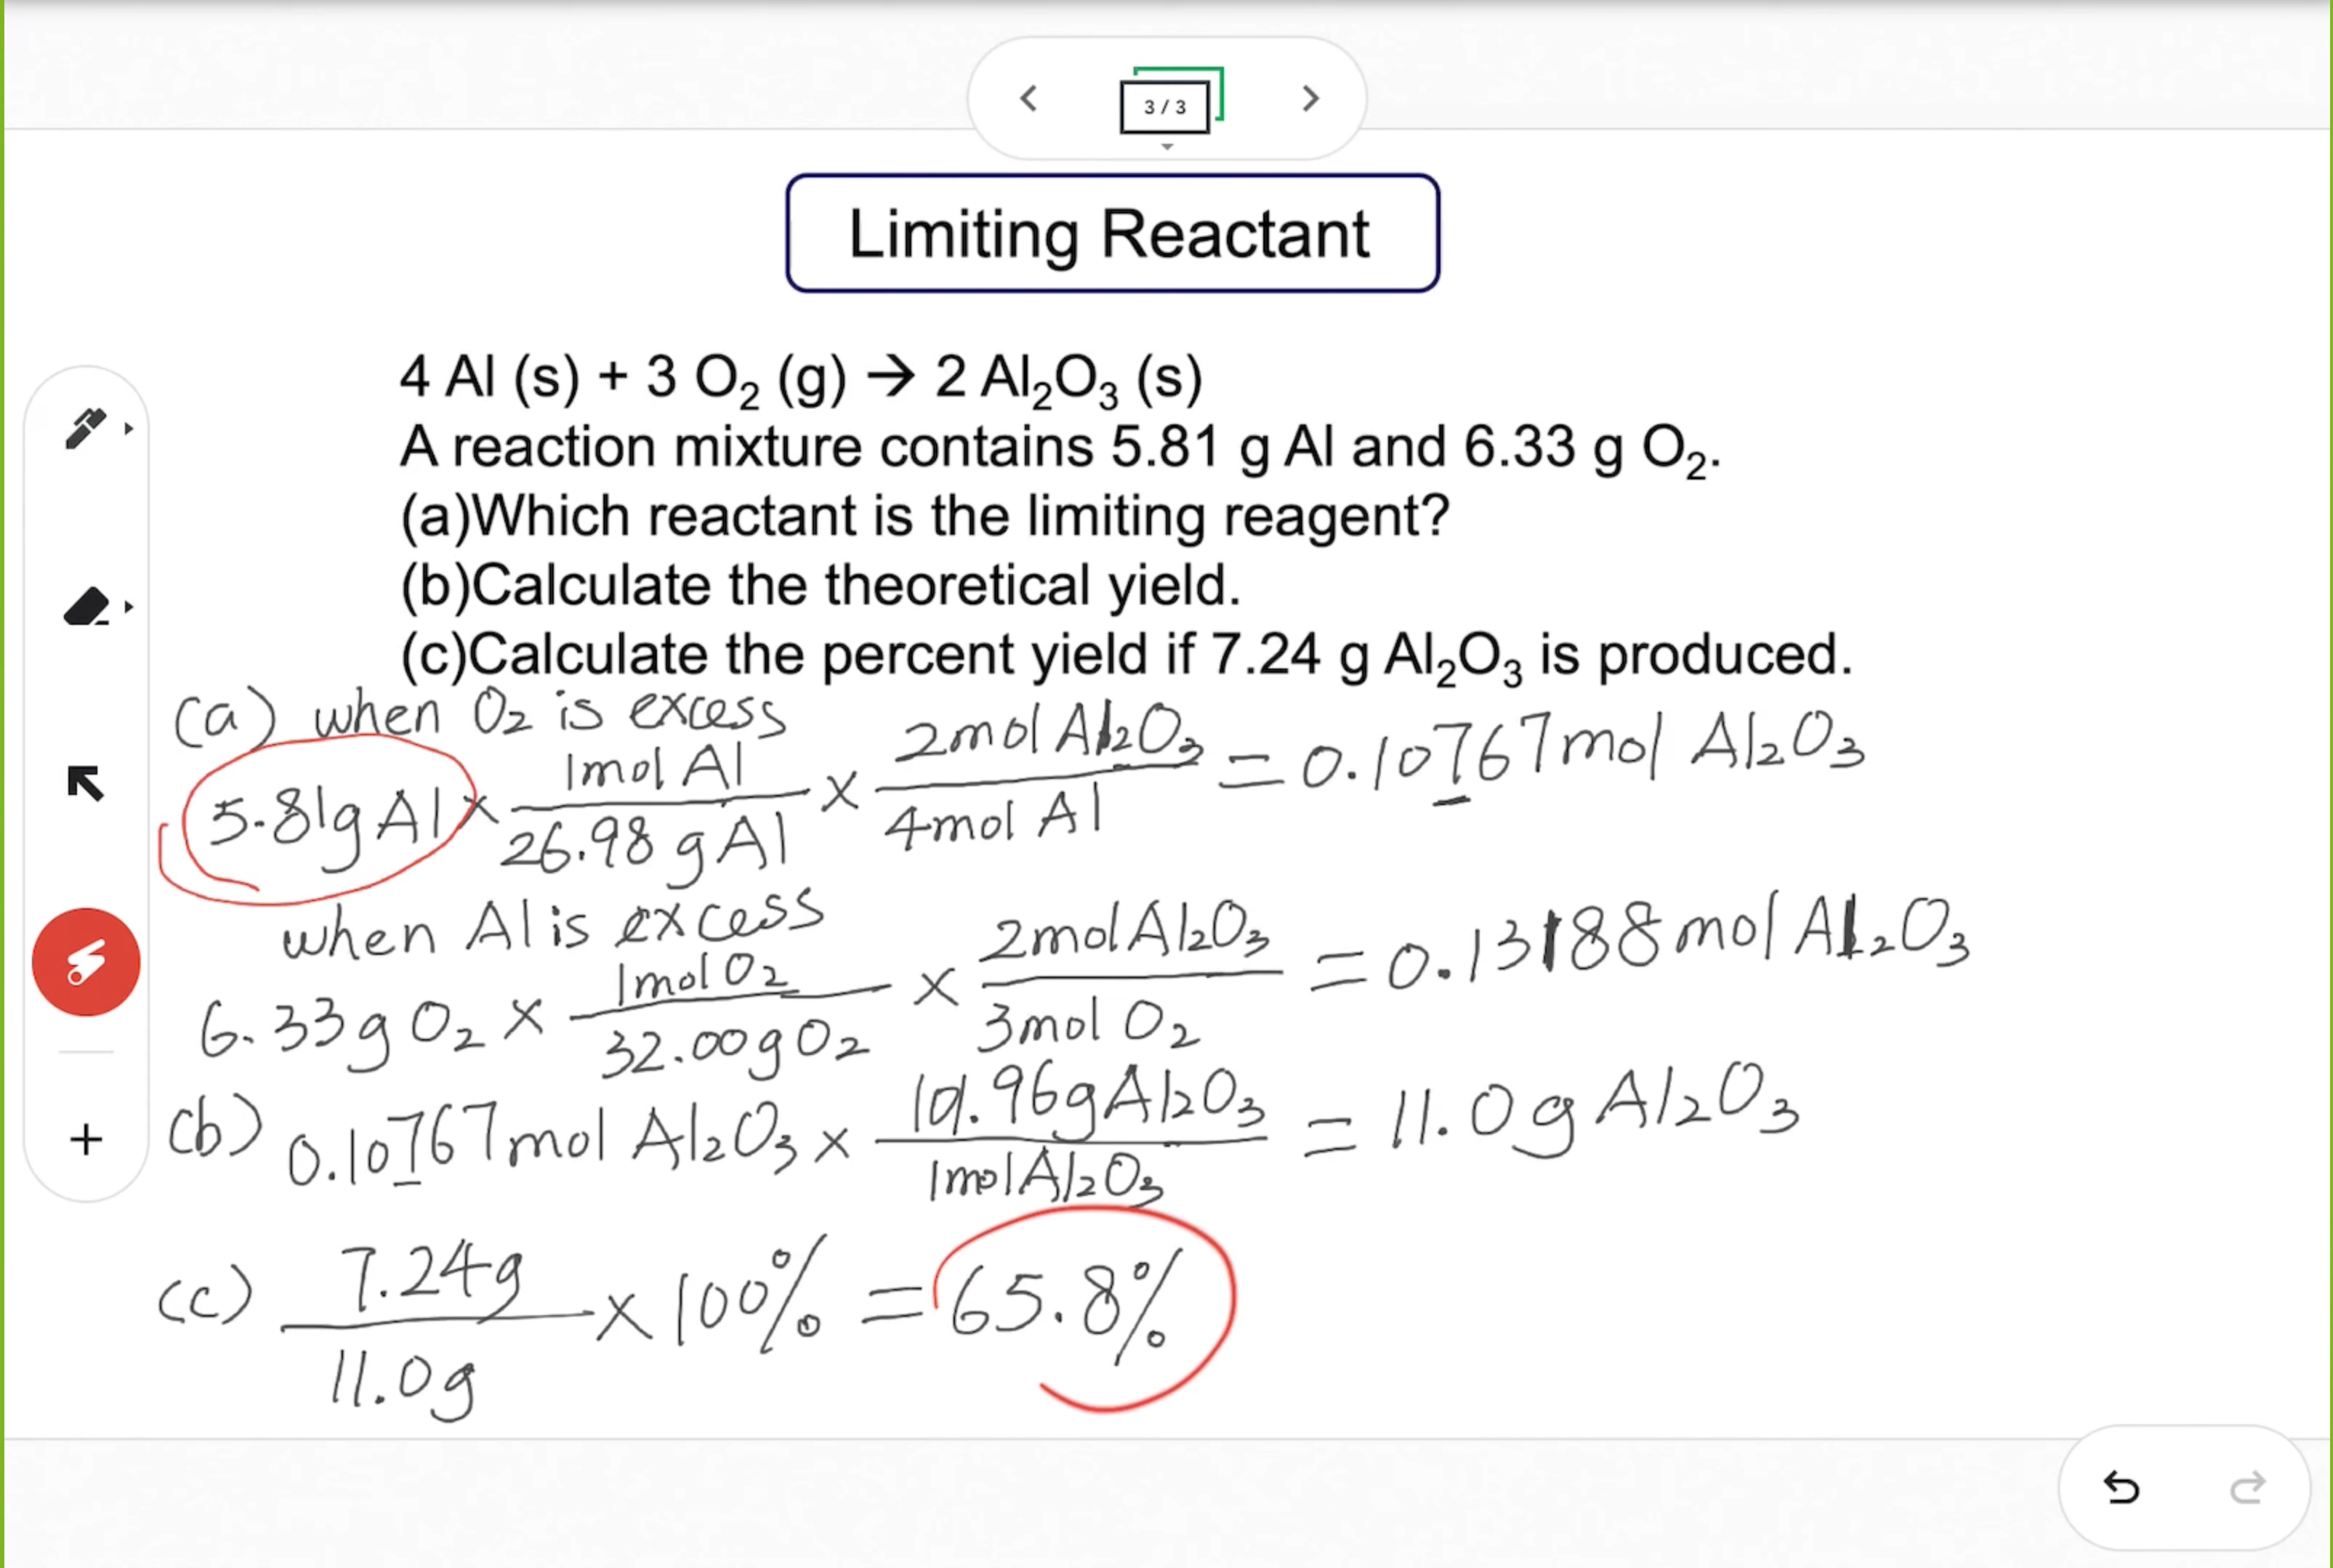 3 / 3
Limiting Reactant
4 Al (s) + 3 O₂ (g) → 2 Al₂O₃ (s)
A reaction mixture contains 5.81 g Al and 6.33 g O₂.
(a)Which reactant is the limiting reagent?
(b)Calculate the theoretical yield.
(c)Calculate the percent yield if 7.24 g Al₂O₃ is produced.
(a) when O₂ is excess
5.81g Al × 1mol Al / 26.98 g Al × 2mol Al₂O₃ / 4mol Al = 0.10767mol Al₂O₃
when Al is excess
6.33g O₂ × 1mol O₂ / 32.00g O₂ × 2mol Al₂O₃ / 3mol O₂ = 0.13188mol Al₂O₃
(b) 0.10767mol Al₂O₃ × 101.96g Al₂O₃ / 1mol Al₂O₃ = 11.0g Al₂O₃
(c) 7.24g / 11.0g × 100% = 65.8%